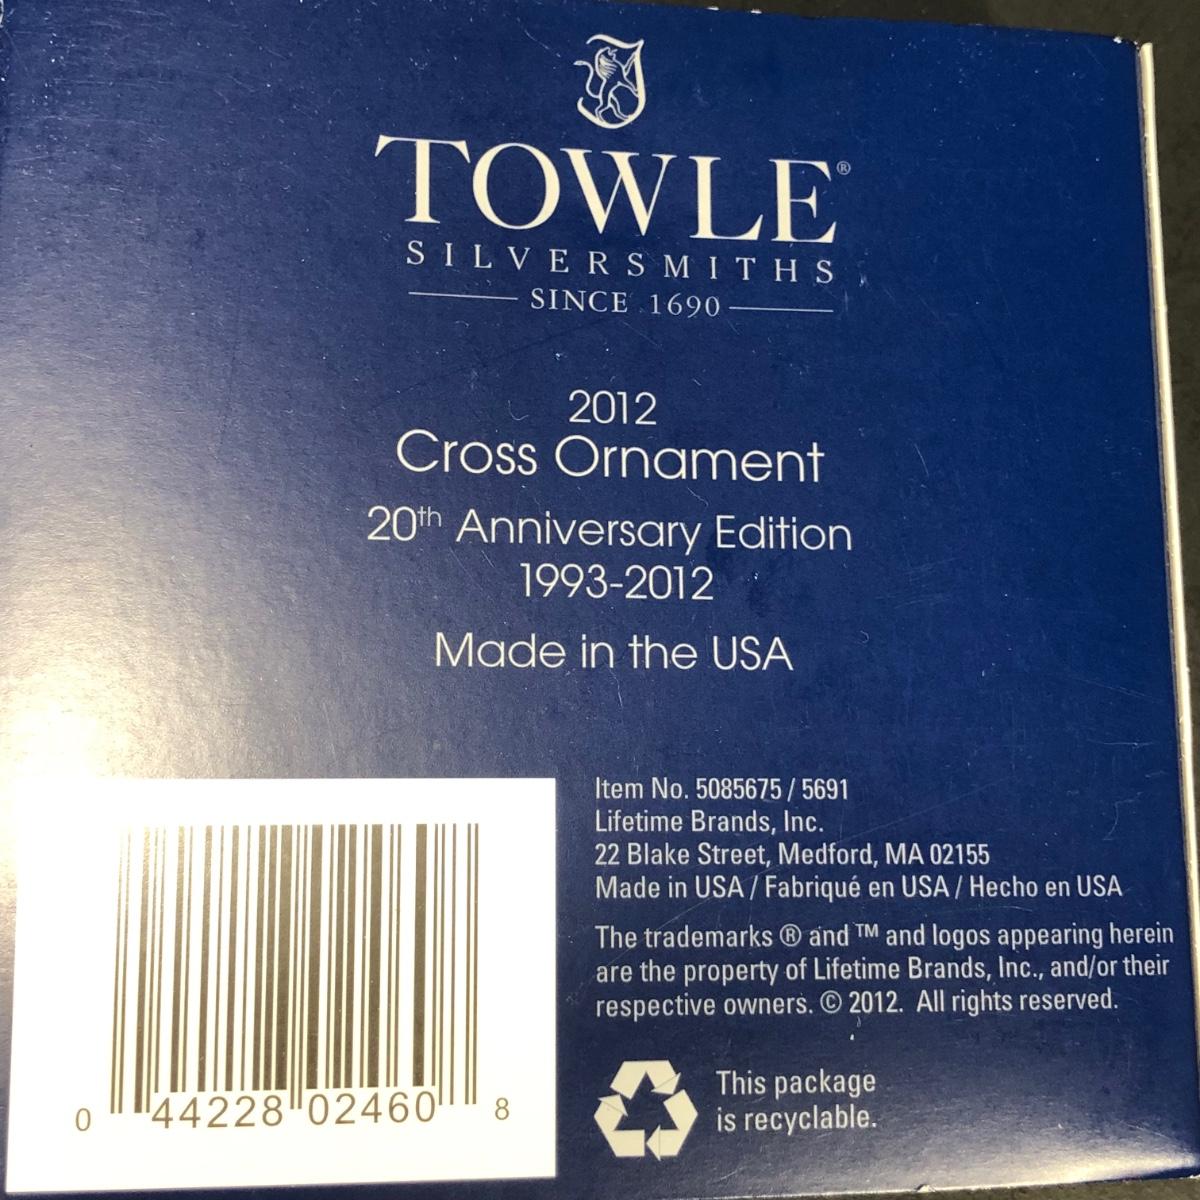 TOWLE®
SILVERSMITHS
SINCE 1690
2012
Cross Ornament
20th Anniversary Edition
1993-2012
Made in the USA
Item No. 5085675 / 5691
Lifetime Brands, Inc.
22 Blake Street, Medford, MA 02155
Made in USA / Fabriqué en USA / Hecho en USA
The trademarks ® and ™ and logos appearing herein
are the property of Lifetime Brands, Inc., and/or their
respective owners. © 2012. All rights reserved.
This package
is recyclable.
0 44228 02460 8